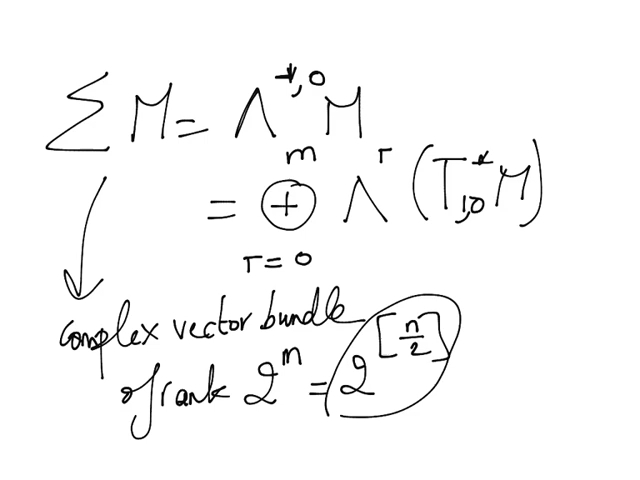 ΣM = Λ^{*,0} M
= ⊕_{r=0}^{m} Λ^r (T^*_{1,0} M)
complex vector bundle
of rank 2^m = 2^{[n/2]}